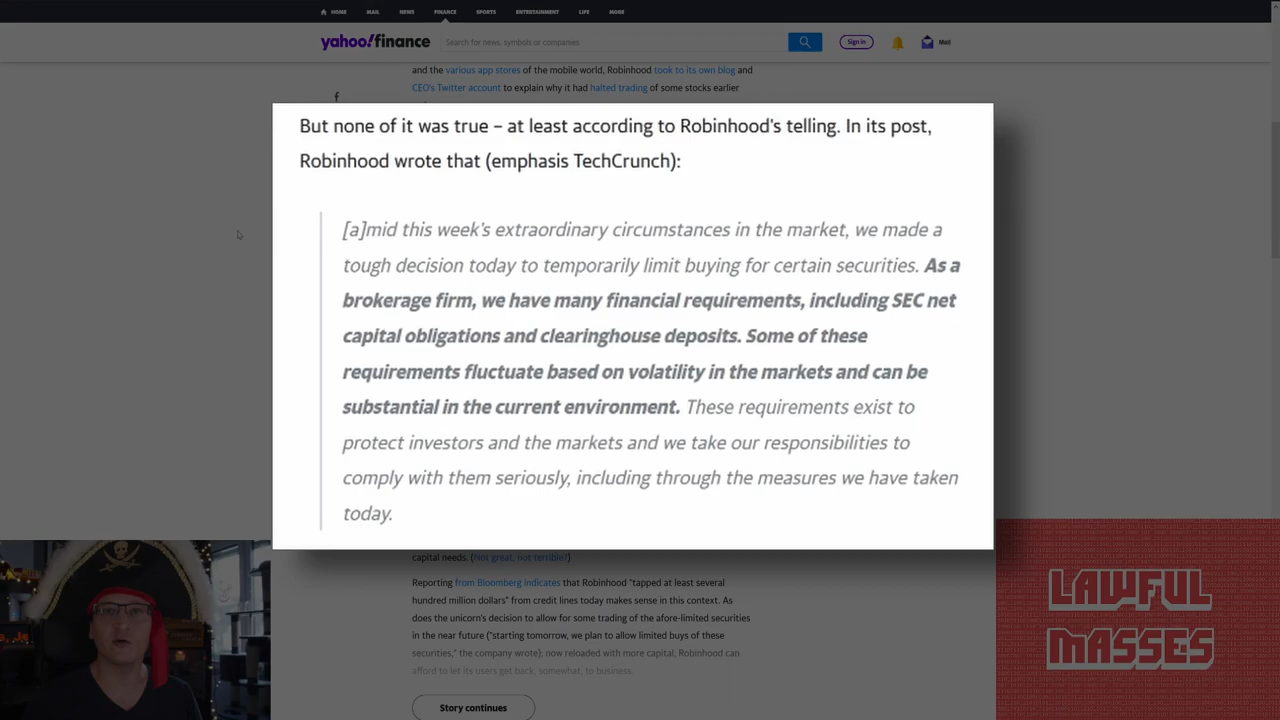 HOME MAIL NEWS FINANCE SPORTS ENTERTAINMENT LIFE MORE
yahoo!finance Search for news, symbols or companies Sign in Mail
and the various app stores of the mobile world, Robinhood took to its own blog and
CEO's Twitter account to explain why it had halted trading of some stocks earlier
But none of it was true – at least according to Robinhood's telling. In its post,
Robinhood wrote that (emphasis TechCrunch):
[a]mid this week's extraordinary circumstances in the market, we made a
tough decision today to temporarily limit buying for certain securities. As a
brokerage firm, we have many financial requirements, including SEC net
capital obligations and clearinghouse deposits. Some of these
requirements fluctuate based on volatility in the markets and can be
substantial in the current environment. These requirements exist to
protect investors and the markets and we take our responsibilities to
comply with them seriously, including through the measures we have taken
today.
capital needs. (Not great, not terrible?)
Reporting from Bloomberg indicates that Robinhood "tapped at least several
hundred million dollars" from credit lines today makes sense in this context. As
does the unicorn's decision to allow for some trading of the afore-limited securities
in the near future ("starting tomorrow, we plan to allow limited buys of these
securities," the company wrote); now reloaded with more capital, Robinhood can
afford to let its users get back, somewhat, to business.
Story continues
LAWFUL
MASSES